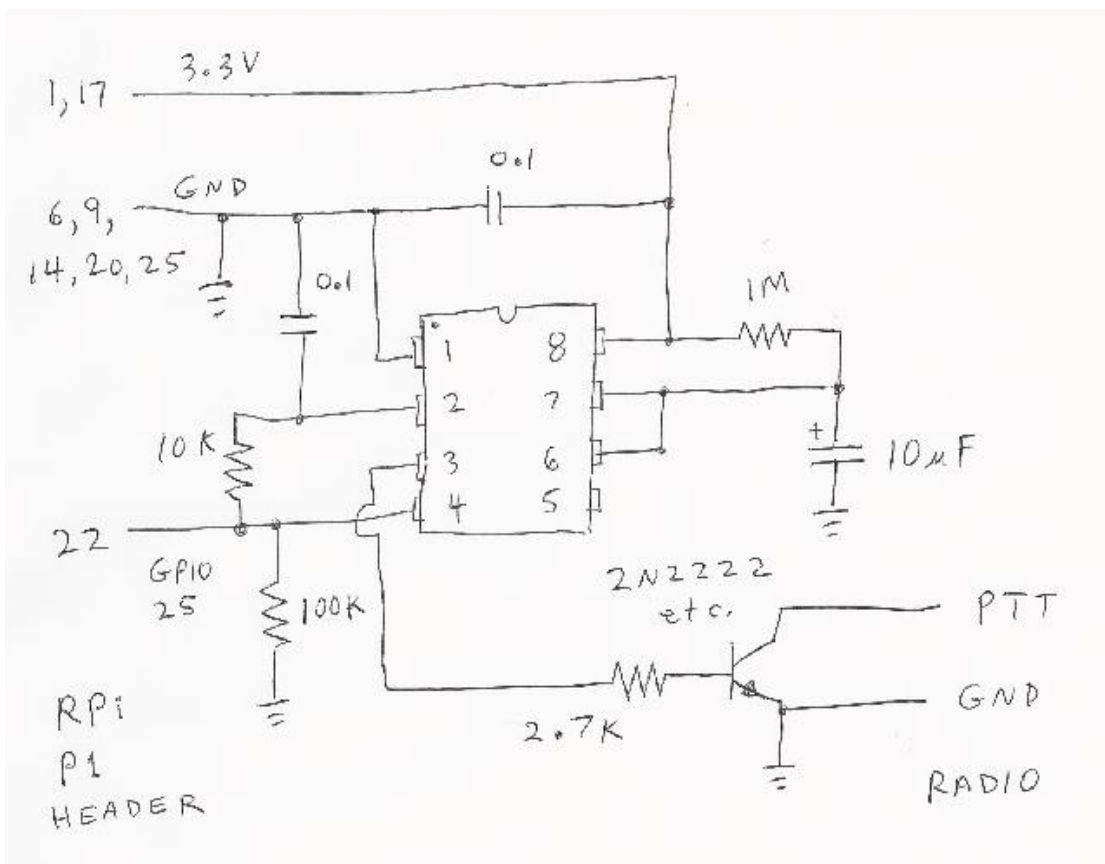 3.3V
1, 17
0.1
GND
6, 9,
14, 20, 25
0.1
1M
1
8
2
7
10K
3
6
+
10μF
4
5
22
GPIO
25
100K
2N2222
etc.
PTT
GND
2.7K
RPi
P1
HEADER
RADIO